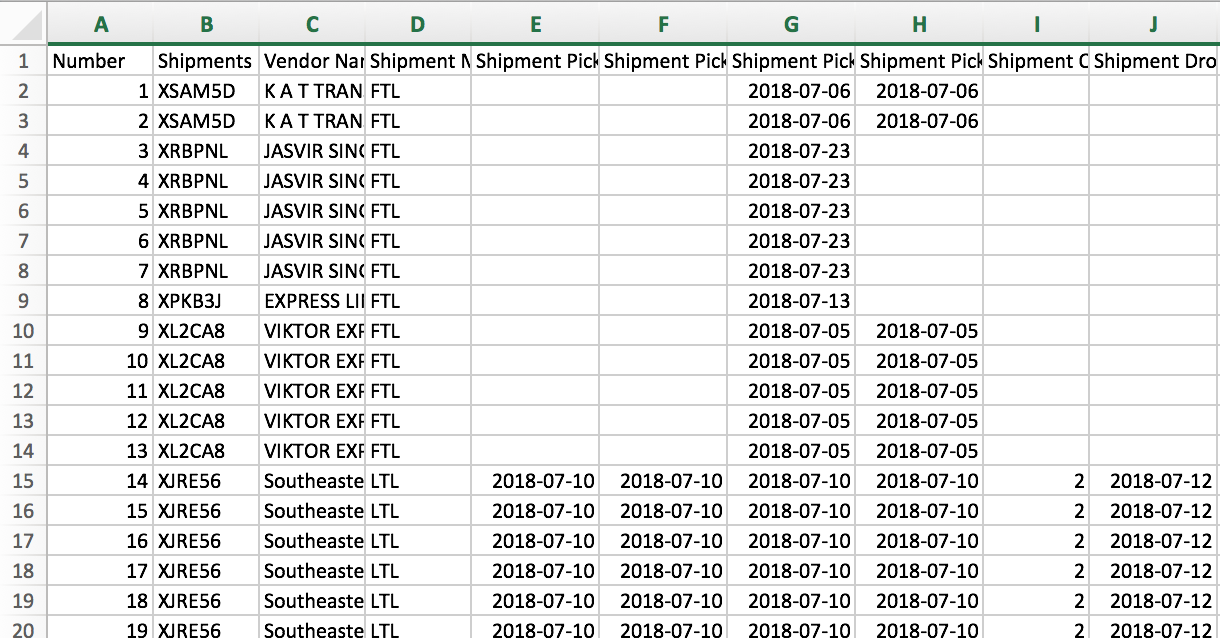 A B C D E F G H I J
1 Number Shipments Vendor Nar Shipment Shipment Pick Shipment Pick Shipment Pick Shipment Pick Shipment C Shipment Dro
2 1 XSAM5D K A T TRAN FTL 2018-07-06 2018-07-06
3 2 XSAM5D K A T TRAN FTL 2018-07-06 2018-07-06
4 3 XRBPNL JASVIR SING FTL 2018-07-23
5 4 XRBPNL JASVIR SING FTL 2018-07-23
6 5 XRBPNL JASVIR SING FTL 2018-07-23
7 6 XRBPNL JASVIR SING FTL 2018-07-23
8 7 XRBPNL JASVIR SING FTL 2018-07-23
9 8 XPKB3J EXPRESS LI FTL 2018-07-13
10 9 XL2CA8 VIKTOR EXP FTL 2018-07-05 2018-07-05
11 10 XL2CA8 VIKTOR EXP FTL 2018-07-05 2018-07-05
12 11 XL2CA8 VIKTOR EXP FTL 2018-07-05 2018-07-05
13 12 XL2CA8 VIKTOR EXP FTL 2018-07-05 2018-07-05
14 13 XL2CA8 VIKTOR EXP FTL 2018-07-05 2018-07-05
15 14 XJRE56 Southeaste LTL 2018-07-10 2018-07-10 2018-07-10 2018-07-10 2 2018-07-12
16 15 XJRE56 Southeaste LTL 2018-07-10 2018-07-10 2018-07-10 2018-07-10 2 2018-07-12
17 16 XJRE56 Southeaste LTL 2018-07-10 2018-07-10 2018-07-10 2018-07-10 2 2018-07-12
18 17 XJRE56 Southeaste LTL 2018-07-10 2018-07-10 2018-07-10 2018-07-10 2 2018-07-12
19 18 XJRE56 Southeaste LTL 2018-07-10 2018-07-10 2018-07-10 2018-07-10 2 2018-07-12
20 19 XJRE56 Southeaste LTL 2018-07-10 2018-07-10 2018-07-10 2018-07-10 2 2018-07-12